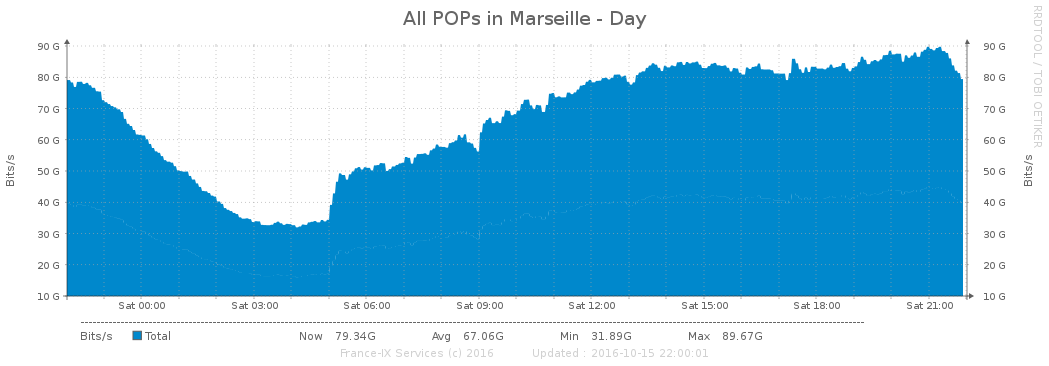 All POPs in Marseille - Day
RRDTOOL / TOBI OETIKER
Bits/s
90 G
80 G
70 G
60 G
50 G
40 G
30 G
20 G
10 G
90 G
80 G
70 G
60 G
50 G
40 G
30 G
20 G
10 G
Bits/s
Sat 00:00 Sat 03:00 Sat 06:00 Sat 09:00 Sat 12:00 Sat 15:00 Sat 18:00 Sat 21:00
Bits/s Total Now 79.34G Avg 67.06G Min 31.89G Max 89.67G
France-IX Services (c) 2016 Updated : 2016-10-15 22:00:01